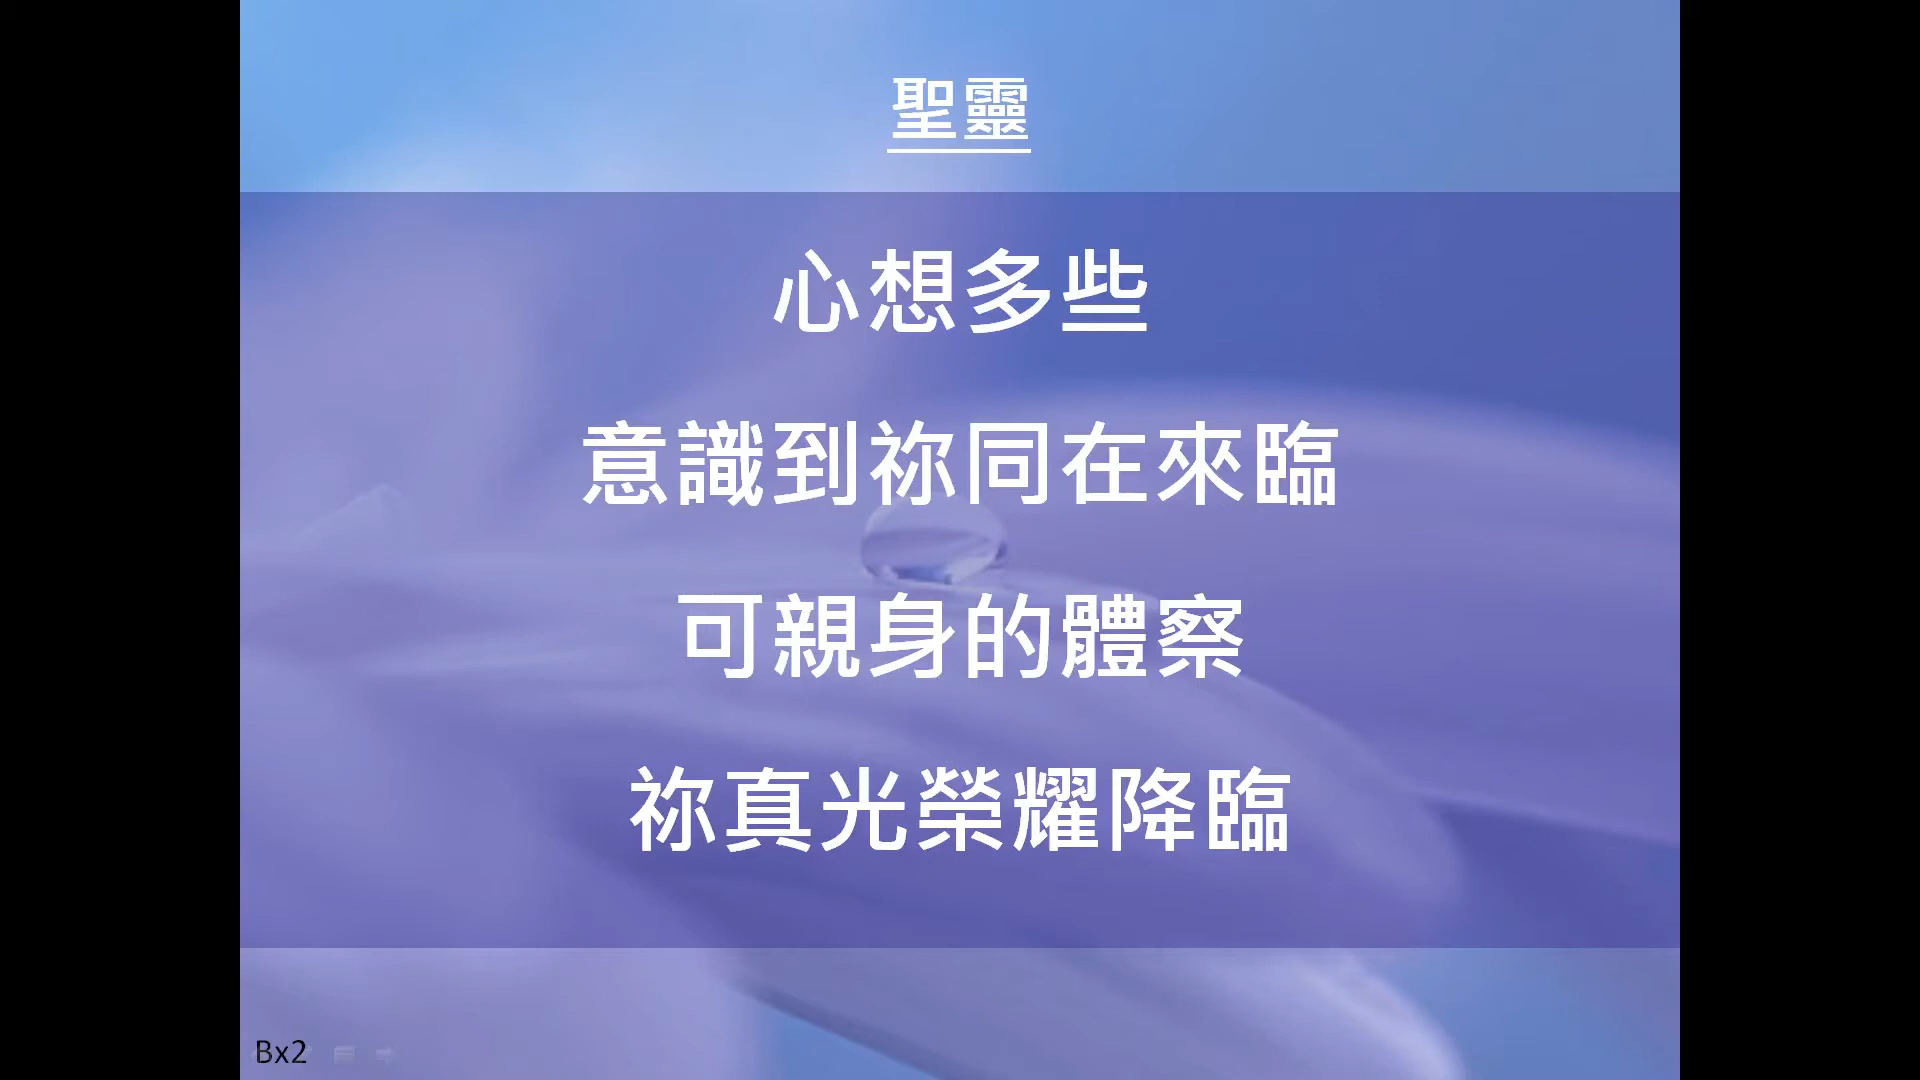 聖靈
心想多些
意識到祢同在來臨
可親身的體察
祢真光榮耀降臨
Bx2